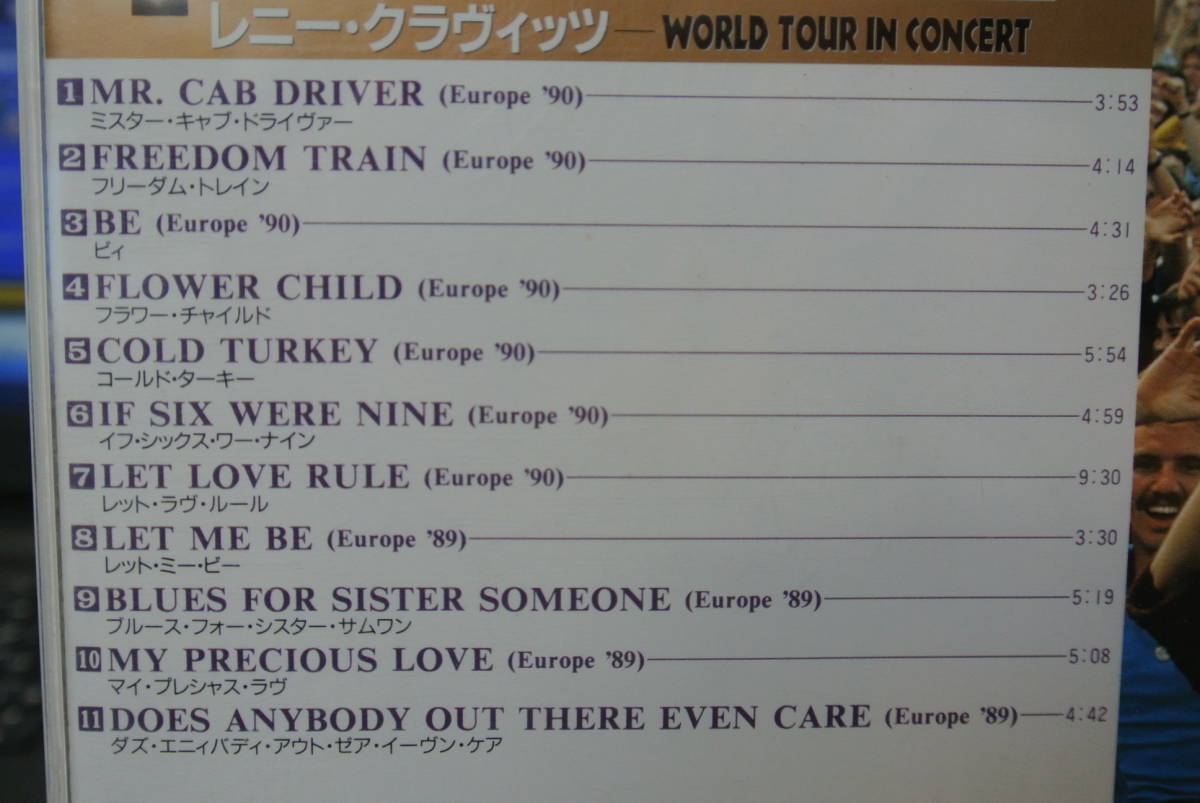 レニー・クラヴィッツ — WORLD TOUR IN CONCERT
1 MR. CAB DRIVER (Europe '90) 3:53
ミスター・キャブ・ドライヴァー
2 FREEDOM TRAIN (Europe '90) 4:14
フリーダム・トレイン
3 BE (Europe '90) 4:31
ビィ
4 FLOWER CHILD (Europe '90) 3:26
フラワー・チャイルド
5 COLD TURKEY (Europe '90) 5:54
コールド・ターキー
6 IF SIX WERE NINE (Europe '90) 4:59
イフ・シックス・ワー・ナイン
7 LET LOVE RULE (Europe '90) 9:30
レット・ラヴ・ルール
8 LET ME BE (Europe '89) 3:30
レット・ミー・ビー
9 BLUES FOR SISTER SOMEONE (Europe '89) 5:19
ブルース・フォー・シスター・サムワン
10 MY PRECIOUS LOVE (Europe '89) 5:08
マイ・プレシャス・ラヴ
11 DOES ANYBODY OUT THERE EVEN CARE (Europe '89) 4:42
ダズ・エニィバディ・アウト・ゼア・イーヴン・ケア